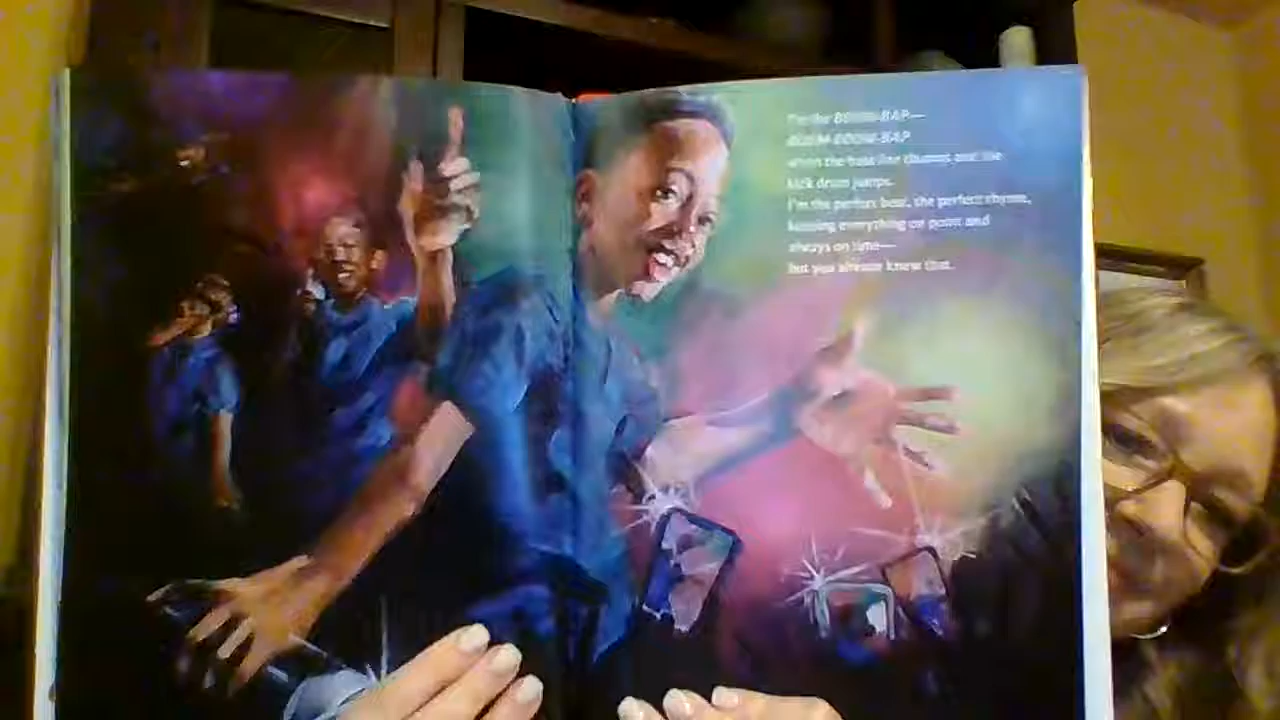 I'm the BOOM-BAP—
BOOM-BOOM-BAP
when the bass line thumps and the
kick drum jumps.
I'm the perfect beat, the perfect rhyme,
keeping everything on point and
always on time—
but you already knew that.